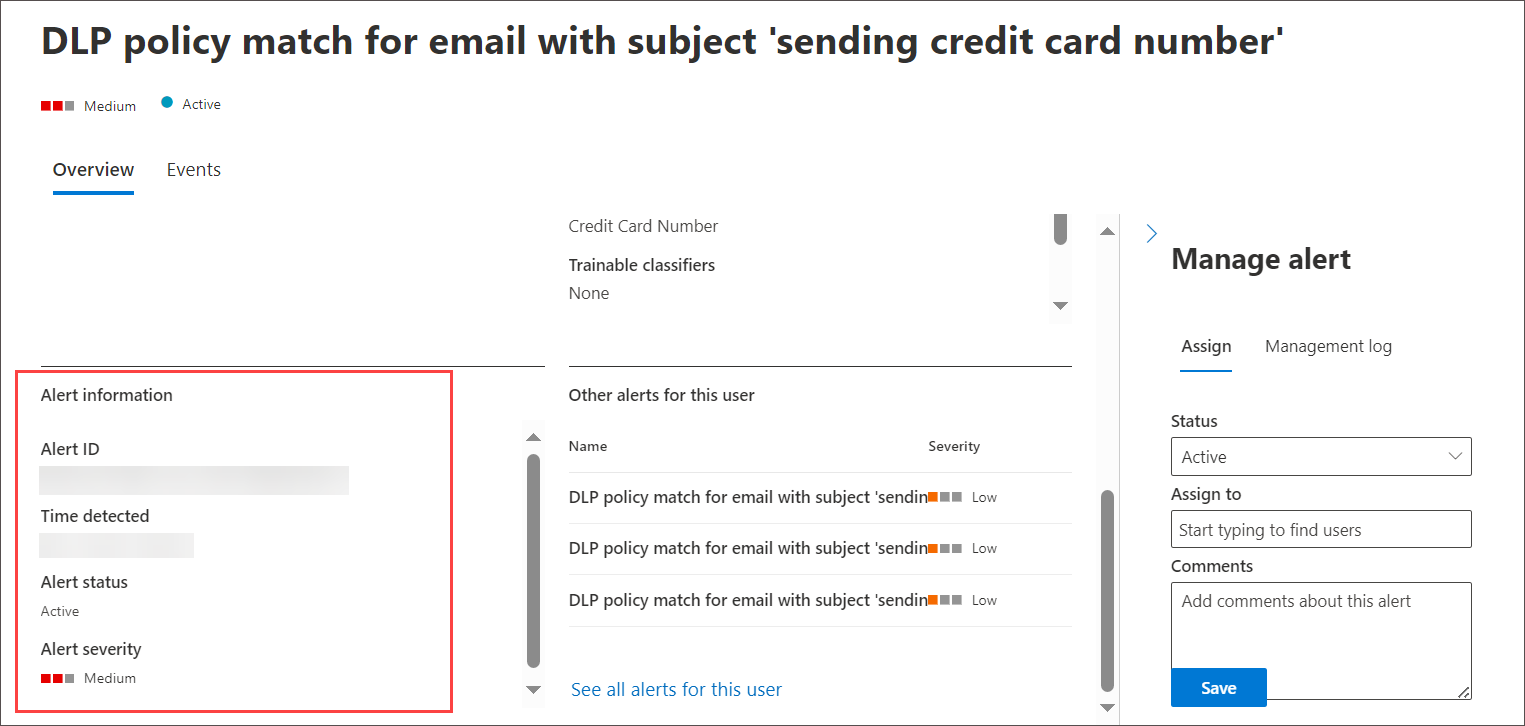 DLP policy match for email with subject 'sending credit card number'
Medium
Active
Overview
Events
Credit Card Number
Trainable classifiers
None
Alert information
Alert ID
Time detected
Alert status
Active
Alert severity
Medium
Other alerts for this user
Name Severity
DLP policy match for email with subject 'sendin Low
DLP policy match for email with subject 'sendin Low
DLP policy match for email with subject 'sendin Low
See all alerts for this user
Manage alert
Assign
Management log
Status
Active
Assign to
Start typing to find users
Comments
Add comments about this alert
Save